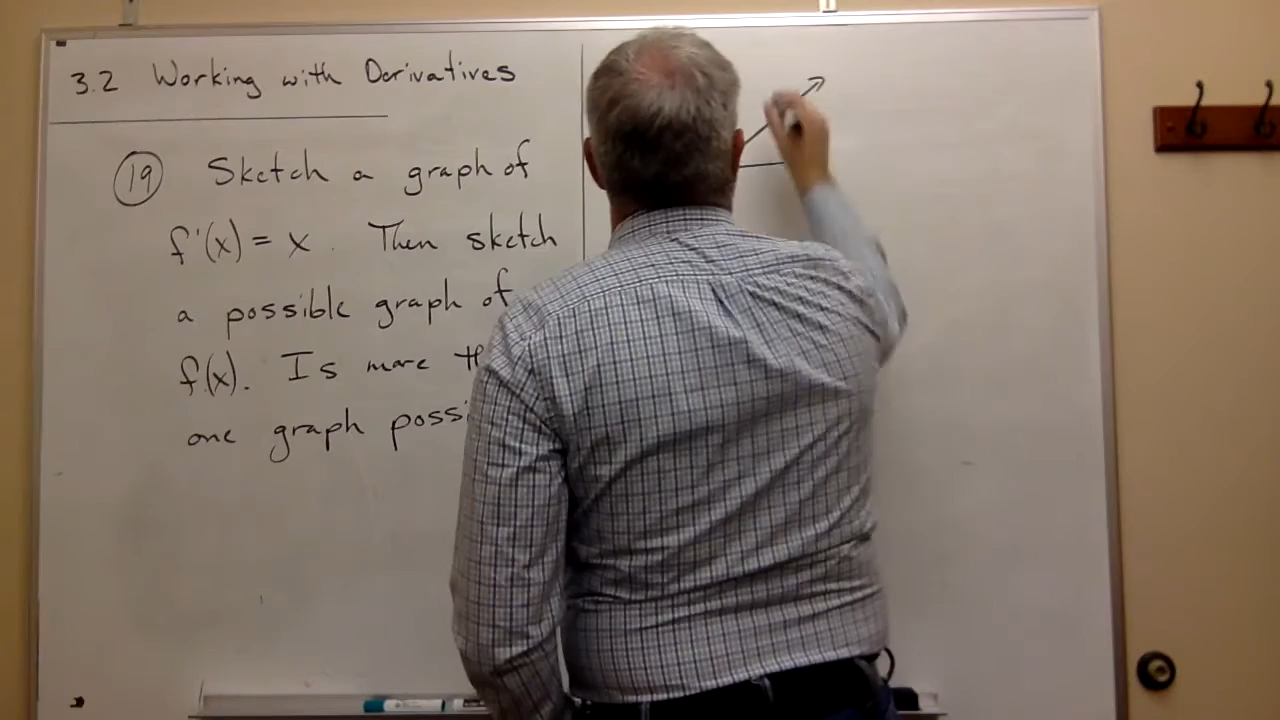 3.2 Working with Derivatives
19 Sketch a graph of
f'(x) = x. Then sketch
a possible graph of
f(x). Is more
one graph